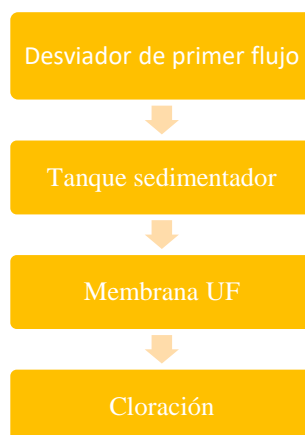 Desviador de primer flujo
Tanque sedimentador
Membrana UF
Cloración